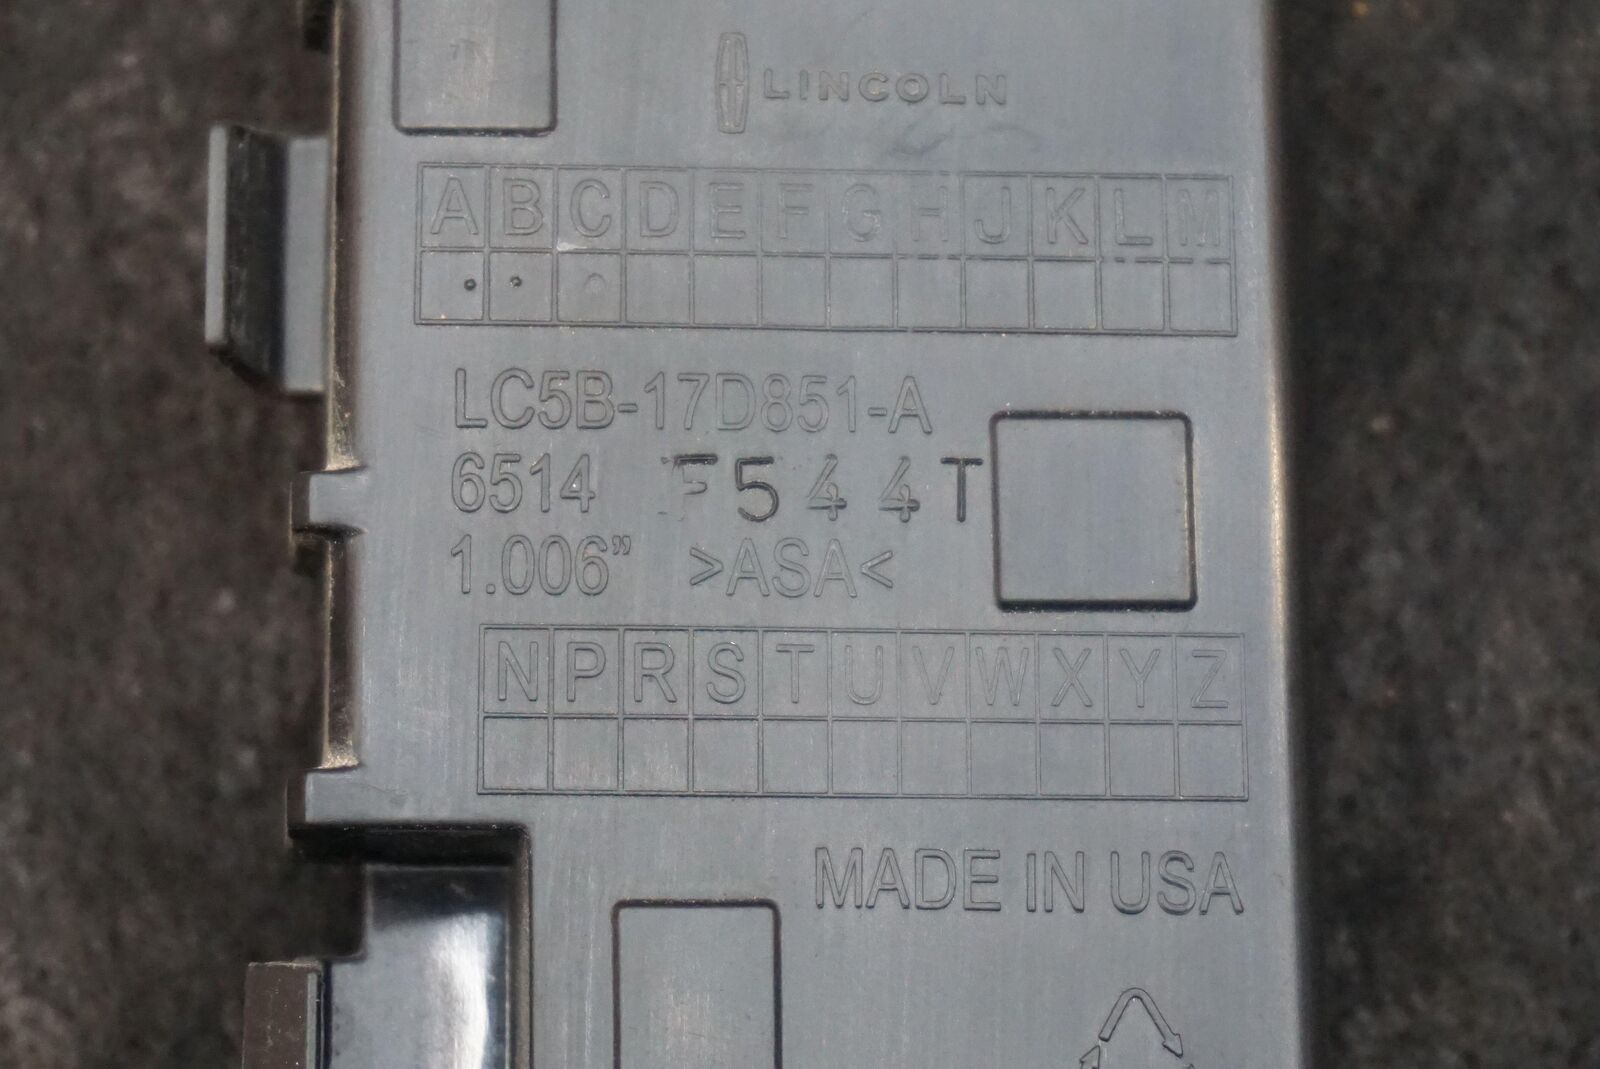 LINCOLN
A B C D E F G H J K L M
LC5B-17D851-A
6514 F544T
1.006” >ASA<
N P R S T U V W X Y Z
MADE IN USA